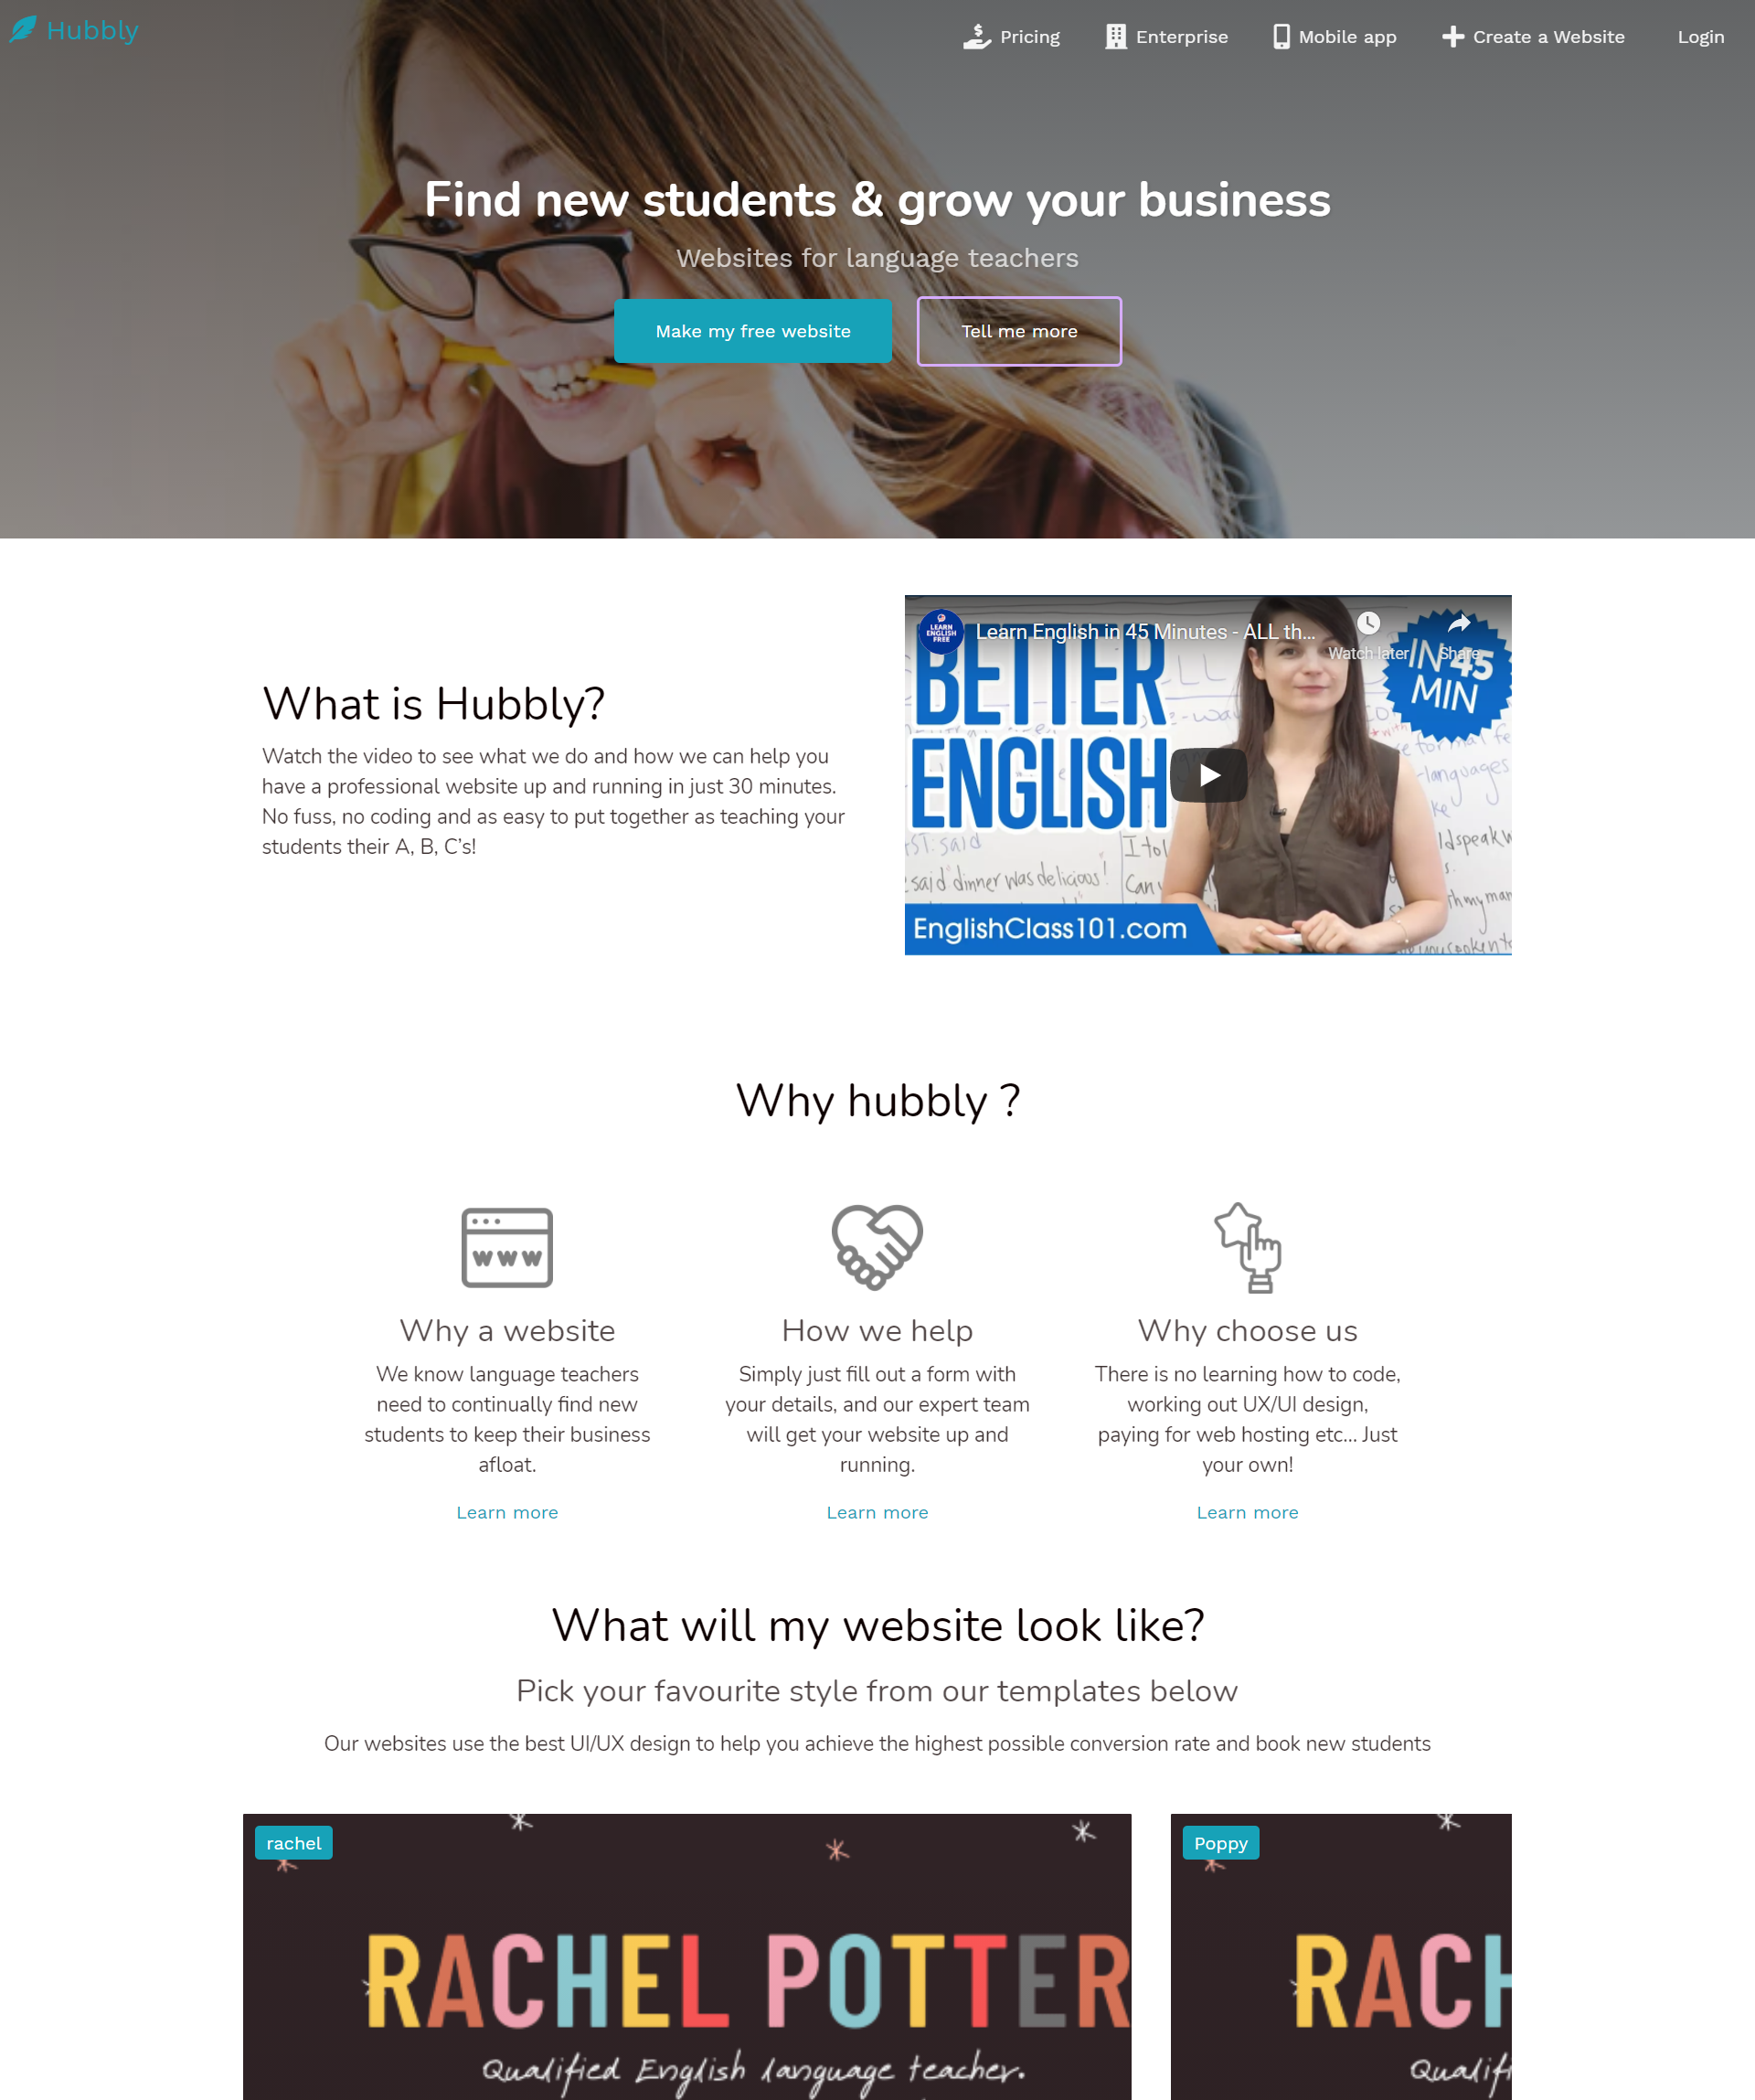 Hubbly
Pricing
Enterprise
Mobile app
Create a Website
Login
Find new students & grow your business
Websites for language teachers
Make my free website
Tell me more
What is Hubbly?
Watch the video to see what we do and how we can help you
have a professional website up and running in just 30 minutes.
No fuss, no coding and as easy to put together as teaching your
students their A, B, C's!
LEARN
ENGLISH
FREE
Learn English in 45 Minutes - ALL th...
Watch later
Share
BETTER
ENGLISH
IN 45
MIN
said
said dinner was delicious!
I tol
Can
languages
EnglishClass101.com
Why hubbly ?
www
Why a website
We know language teachers
need to continually find new
students to keep their business
afloat.
Learn more
How we help
Simply just fill out a form with
your details, and our expert team
will get your website up and
running.
Learn more
Why choose us
There is no learning how to code,
working out UX/UI design,
paying for web hosting etc... Just
your own!
Learn more
What will my website look like?
Pick your favourite style from our templates below
Our websites use the best UI/UX design to help you achieve the highest possible conversion rate and book new students
rachel
RACHEL POTTER
Qualified English language teacher.
Poppy
RACH
Qualif